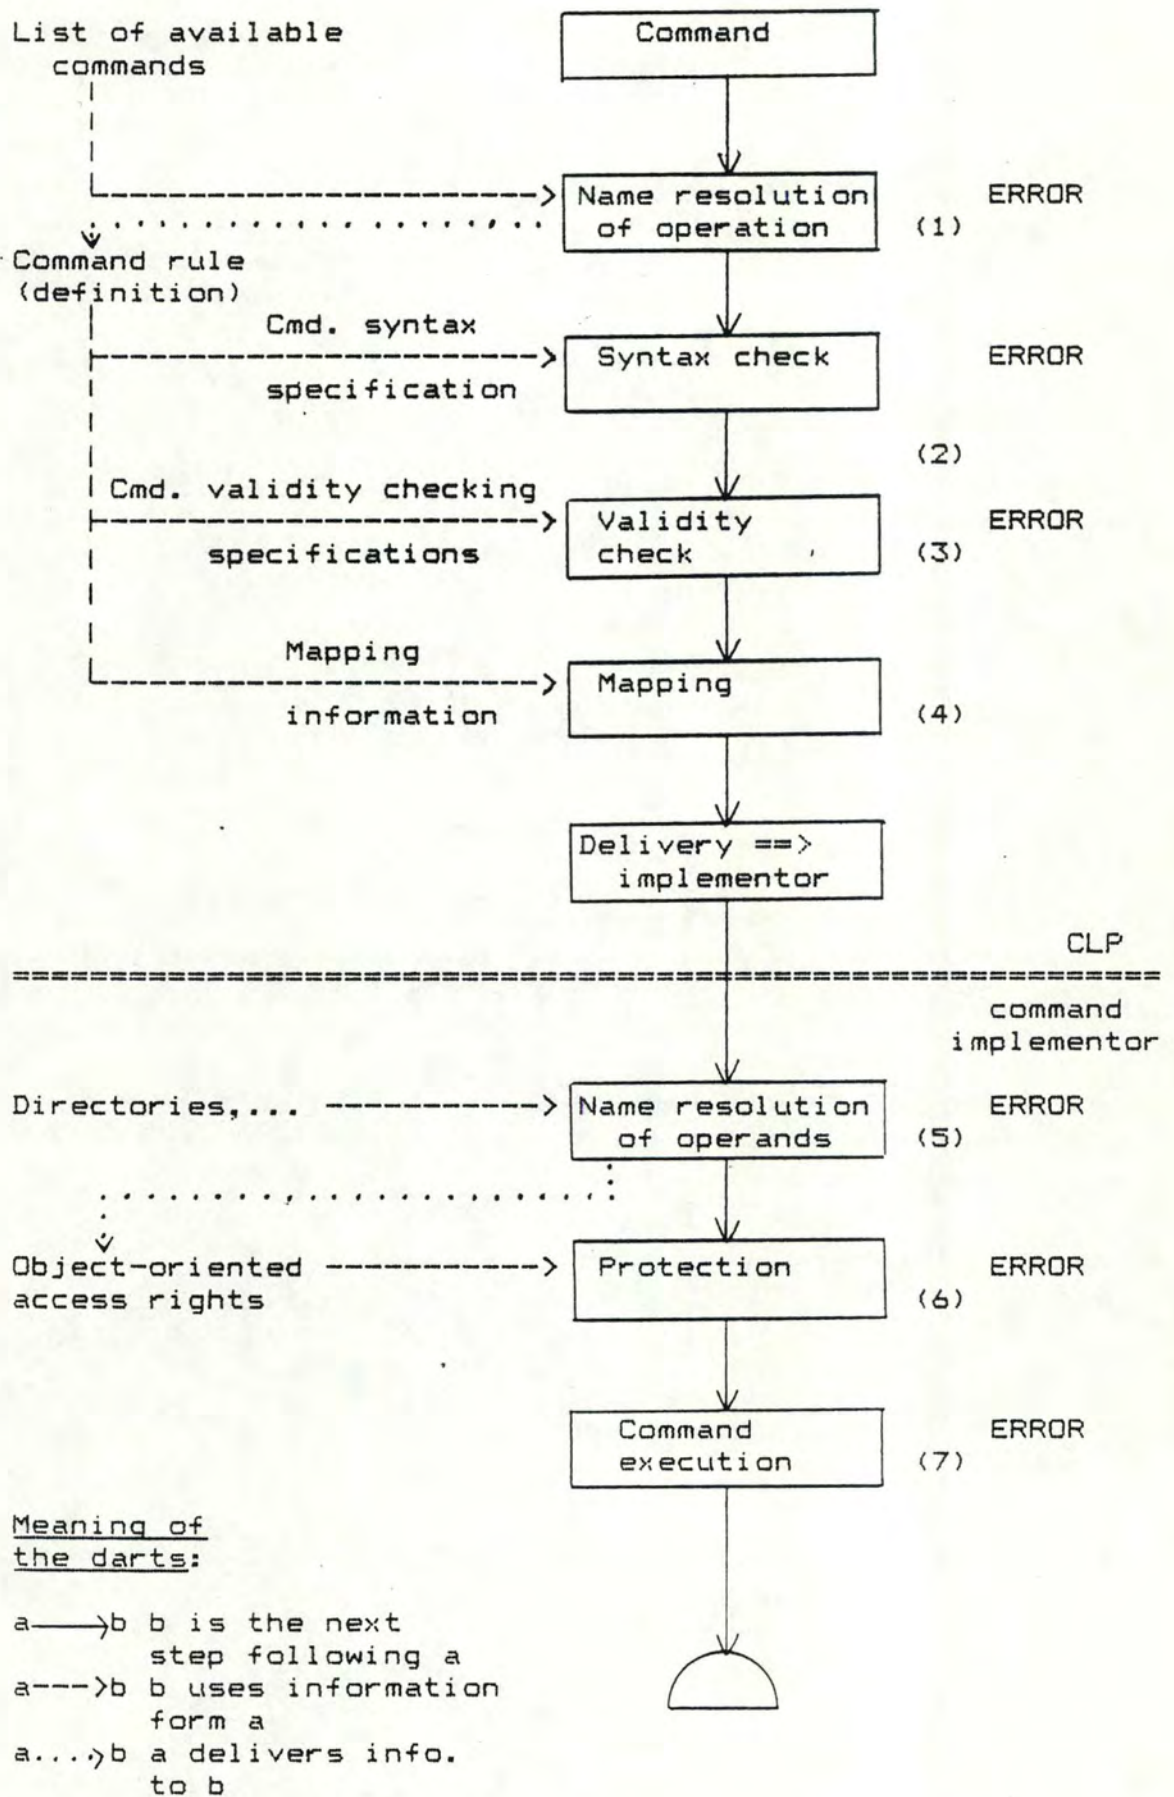 List of available
commands
Command
Name resolution
of operation
ERROR
(1)
Command rule
(definition)
Cmd. syntax
specification
Syntax check
ERROR
(2)
Cmd. validity checking
specifications
Validity
check
ERROR
(3)
Mapping
information
Mapping
(4)
Delivery ==>
implementor
CLP
command
implementor
Directories,...
Name resolution
of operands
ERROR
(5)
Object-oriented
access rights
Protection
ERROR
(6)
Command
execution
ERROR
(7)
Meaning of
the darts:
a——>b b is the next
step following a
a--->b b uses information
form a
a....>b a delivers info.
to b